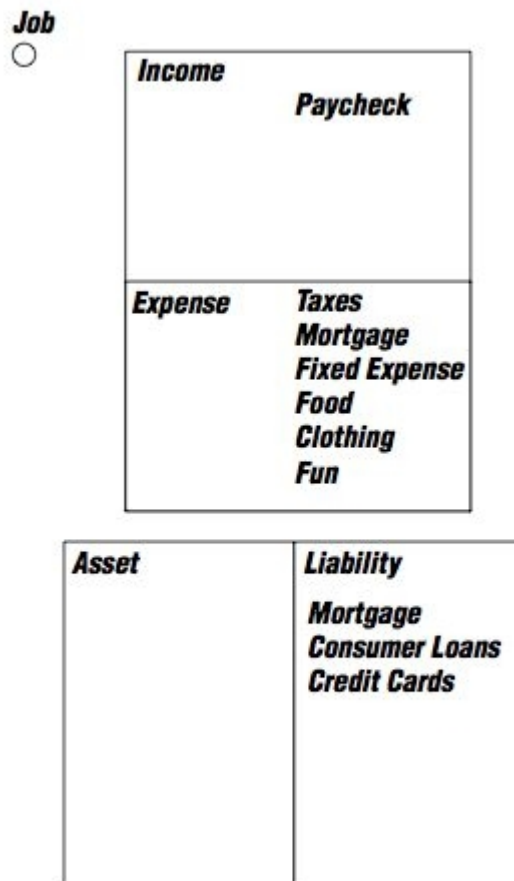 Job
Income
Paycheck
Expense
Taxes
Mortgage
Fixed Expense
Food
Clothing
Fun
Asset
Liability
Mortgage
Consumer Loans
Credit Cards